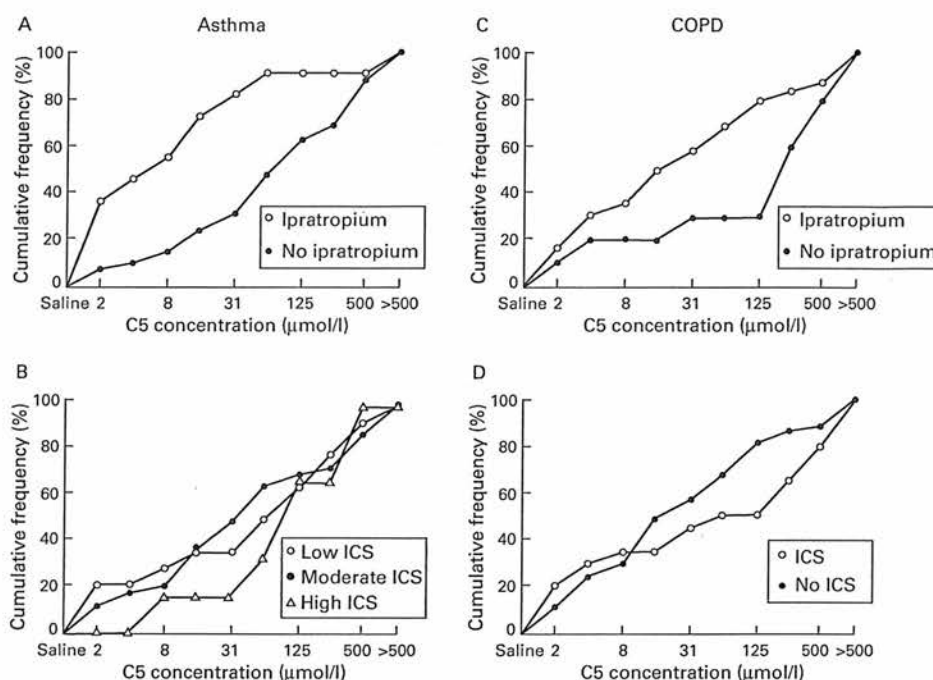 A
Asthma
Cumulative frequency (%)
100
80
60
40
20
0
Saline 2 8 31 125 500 >500
C5 concentration (μmol/l)
Ipratropium
No ipratropium
C
COPD
Cumulative frequency (%)
100
80
60
40
20
0
Saline 2 8 31 125 500 >500
C5 concentration (μmol/l)
Ipratropium
No ipratropium
B
Cumulative frequency (%)
100
80
60
40
20
0
Saline 2 8 31 125 500 >500
C5 concentration (μmol/l)
Low ICS
Moderate ICS
High ICS
D
Cumulative frequency (%)
100
80
60
40
20
0
Saline 2 8 31 125 500 >500
C5 concentration (μmol/l)
ICS
No ICS